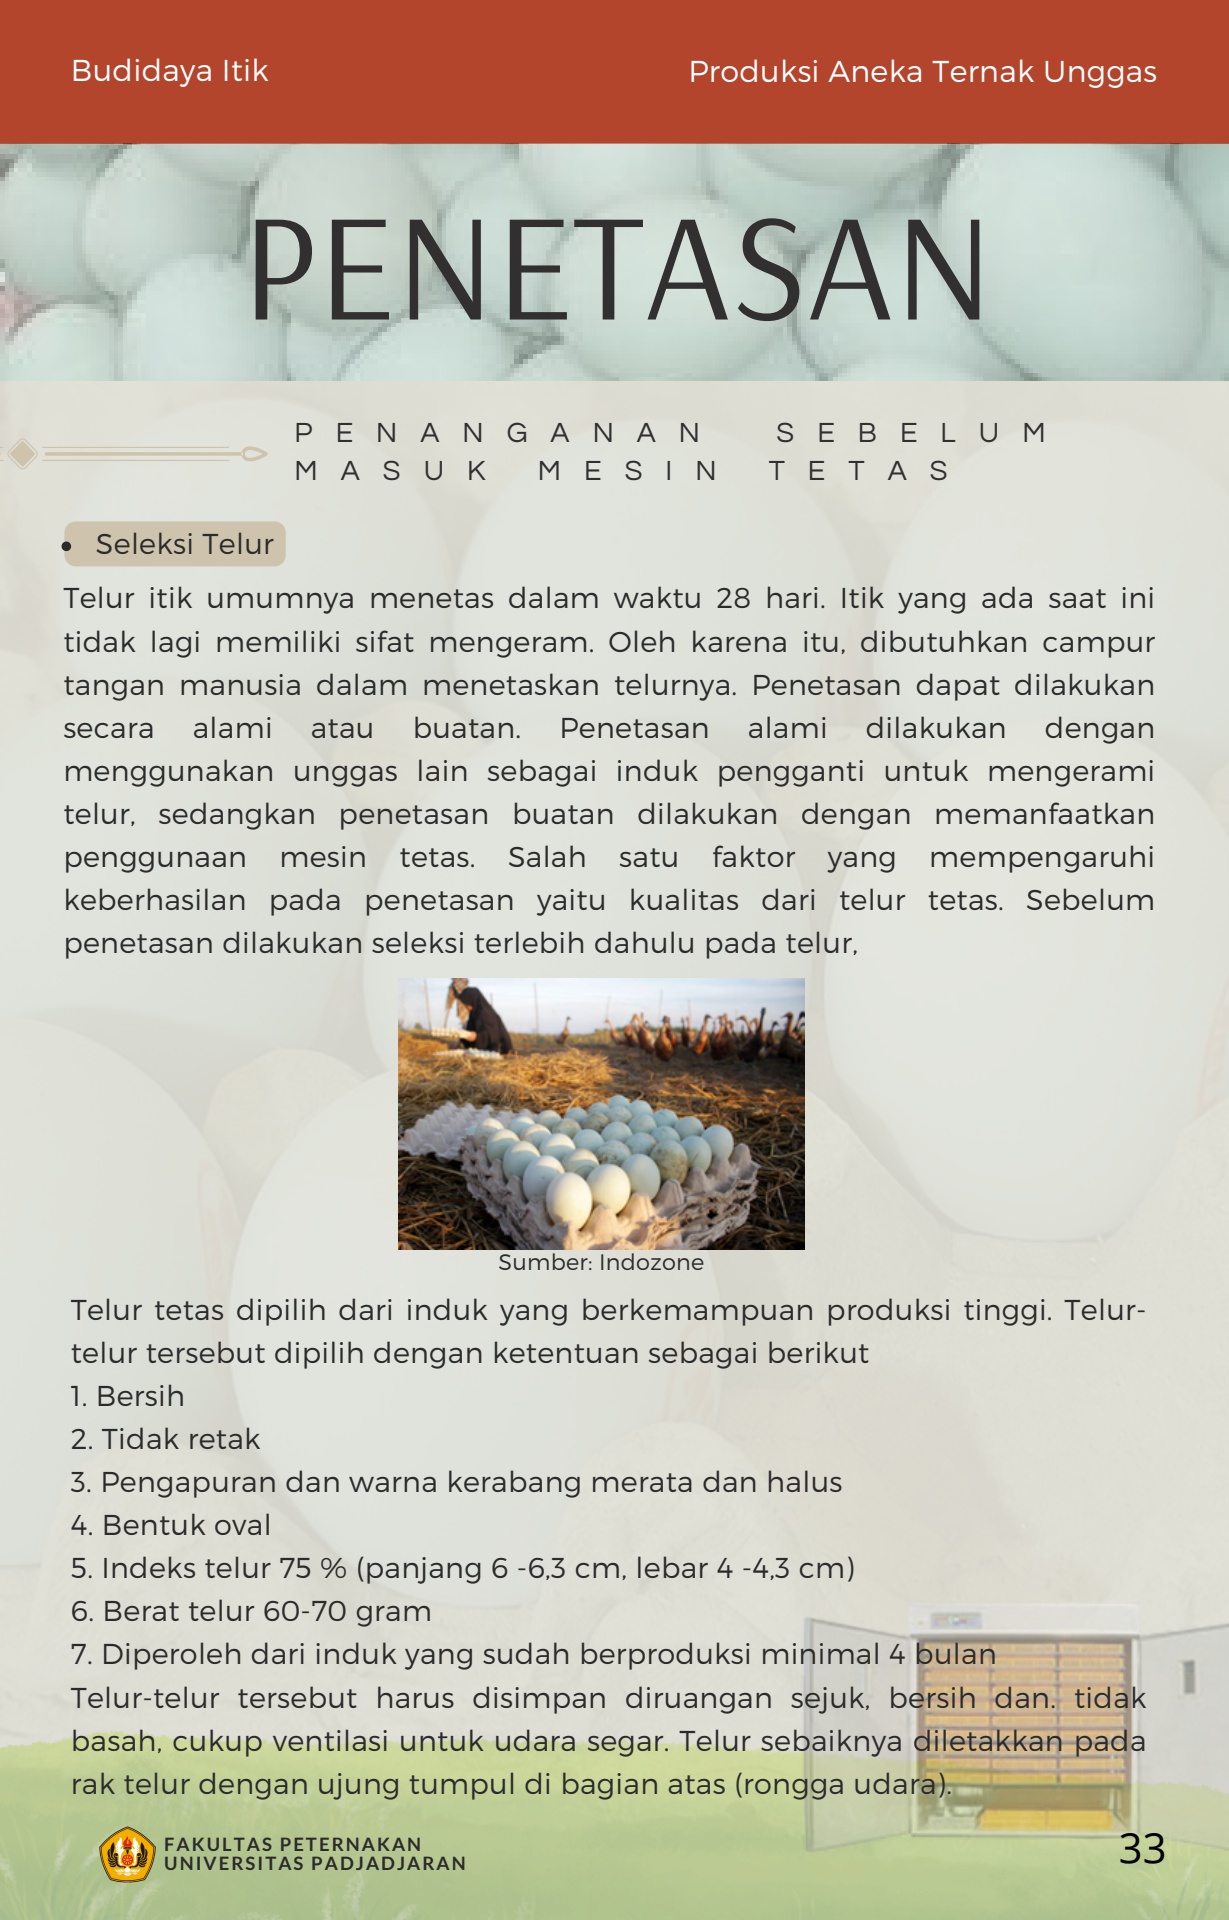 Budidaya Itik
Produksi Aneka Ternak Unggas
PENETASAN
PENANGANAN SEBELUM
MASUK MESIN TETAS
• Seleksi Telur
Telur itik umumnya menetas dalam waktu 28 hari. Itik yang ada saat ini
tidak lagi memiliki sifat mengeram. Oleh karena itu, dibutuhkan campur
tangan manusia dalam menetaskan telurnya. Penetasan dapat dilakukan
secara alami atau buatan. Penetasan alami dilakukan dengan
menggunakan unggas lain sebagai induk pengganti untuk mengerami
telur, sedangkan penetasan buatan dilakukan dengan memanfaatkan
penggunaan mesin tetas. Salah satu faktor yang mempengaruhi
keberhasilan pada penetasan yaitu kualitas dari telur tetas. Sebelum
penetasan dilakukan seleksi terlebih dahulu pada telur,
Sumber: Indozone
Telur tetas dipilih dari induk yang berkemampuan produksi tinggi. Telur-
telur tersebut dipilih dengan ketentuan sebagai berikut
1. Bersih
2. Tidak retak
3. Pengapuran dan warna kerabang merata dan halus
4. Bentuk oval
5. Indeks telur 75 % (panjang 6 -6,3 cm, lebar 4 -4,3 cm)
6. Berat telur 60-70 gram
7. Diperoleh dari induk yang sudah berproduksi minimal 4 bulan
Telur-telur tersebut harus disimpan diruangan sejuk, bersih dan. tidak
basah, cukup ventilasi untuk udara segar. Telur sebaiknya diletakkan pada
rak telur dengan ujung tumpul di bagian atas (rongga udara).
FAKULTAS PETERNAKAN
UNIVERSITAS PADJADJARAN
33